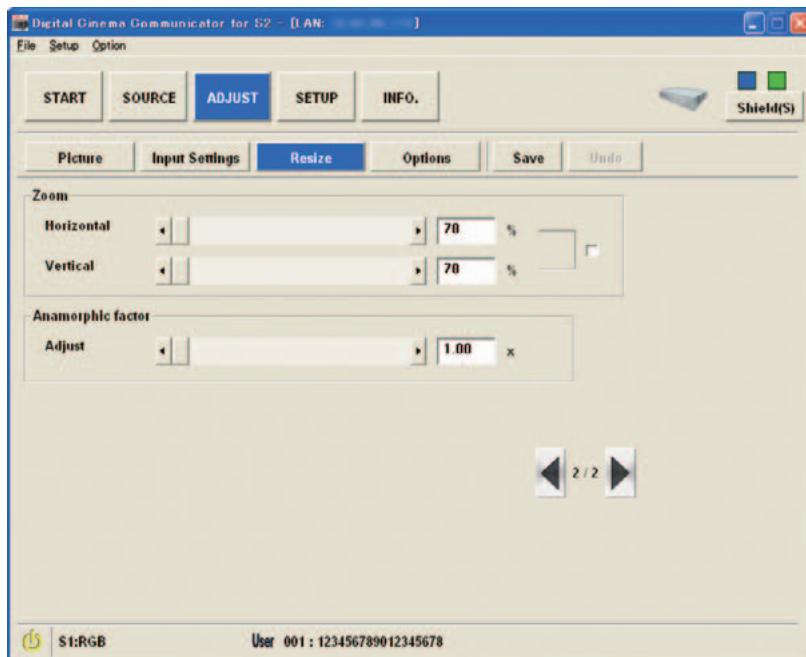 Digital Cinema Communicator for S2 - [LAN: ]
File Setup Option
START SOURCE ADJUST SETUP INFO. Shield(S)
Picture Input Settings Resize Options Save Undo
Zoom
Horizontal 70 %
Vertical 70 %
Anamorphic factor
Adjust 1.00 x
2 / 2
S1:RGB User 001 : 123456789012345678